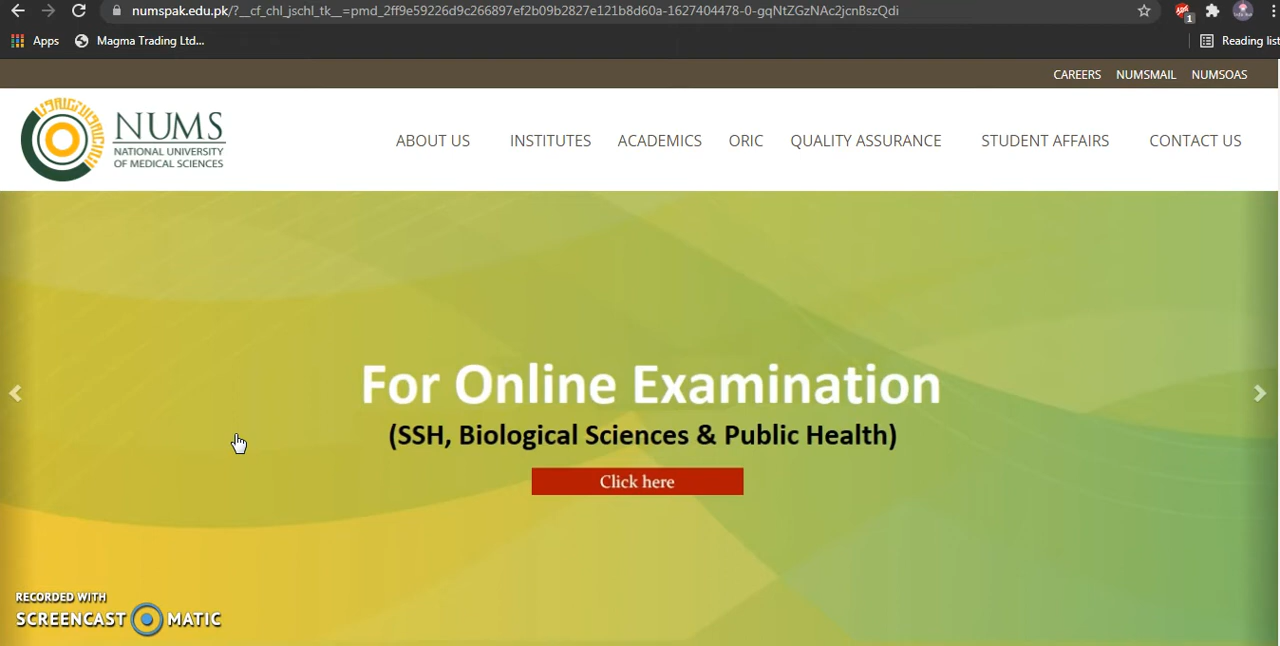 numspak.edu.pk/?__cf_chl_jschl_tk__=pmd_2ff9e59226d9c266897ef2b09b2827e121b8d60a-1627404478-0-gqNtZGzNAc2jcnBszQdi
1
Apps Magma Trading Ltd... Reading list
CAREERS NUMSMAIL NUMSOAS
NUMS
NATIONAL UNIVERSITY
OF MEDICAL SCIENCES
ABOUT US INSTITUTES ACADEMICS ORIC QUALITY ASSURANCE STUDENT AFFAIRS CONTACT US
For Online Examination
(SSH, Biological Sciences & Public Health)
Click here
RECORDED WITH
SCREENCAST MATIC